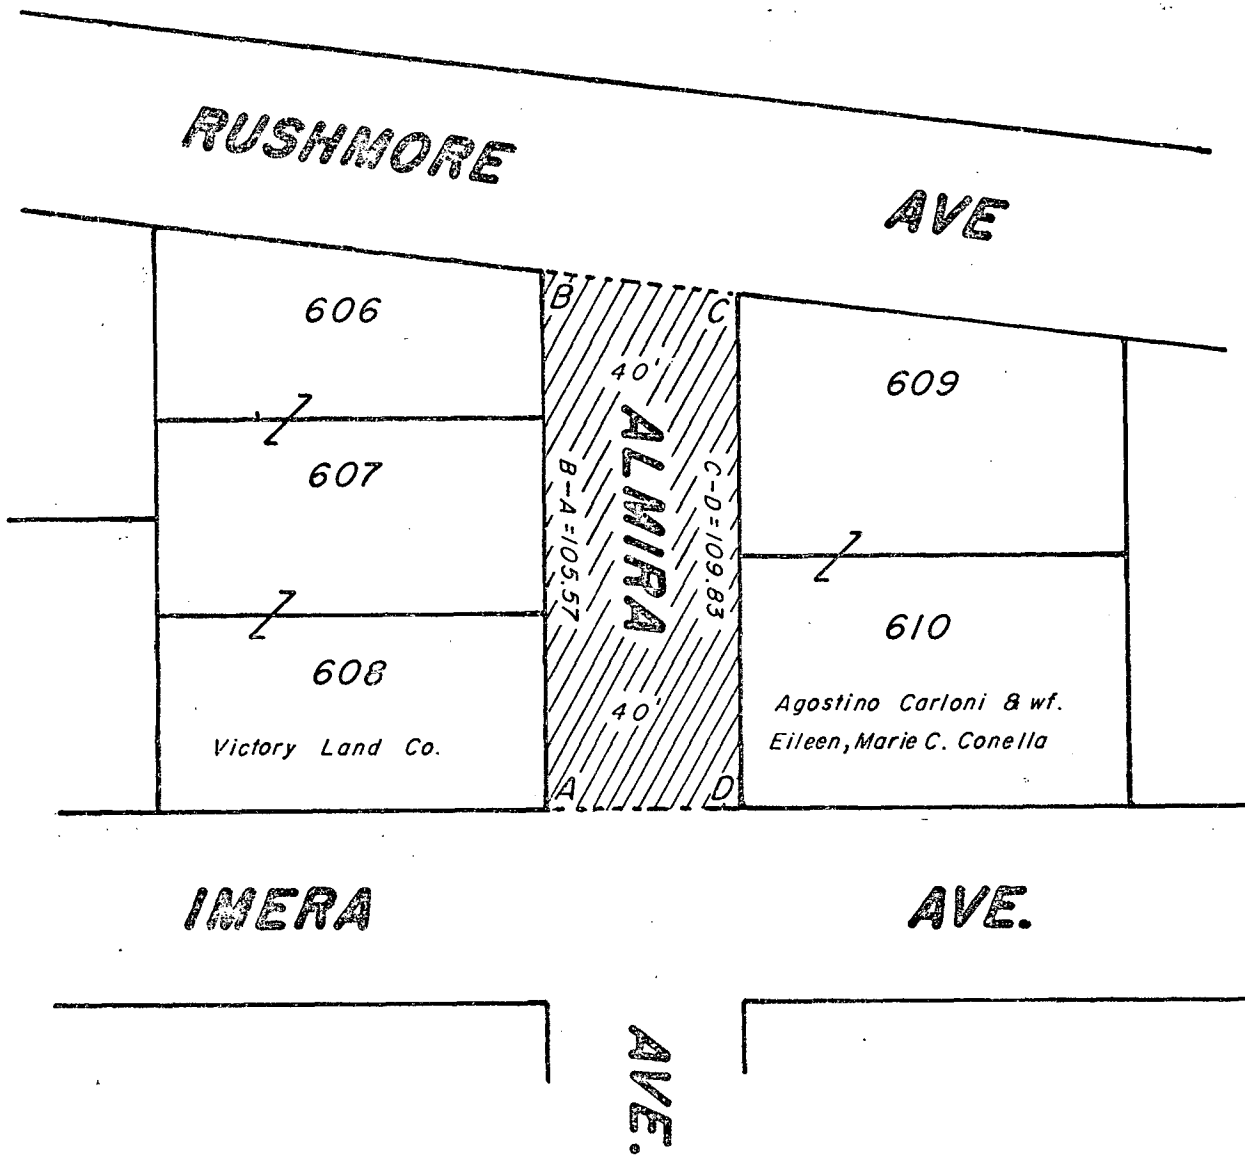 RUSHMORE AVE
606
B
C
40'
609
ALMIRA AVE.
607
B-A=105.57
C-D=109.83
608
Victory Land Co.
40'
610
Agostino Carloni & wf.
Eileen, Marie C. Conella
A
D
IMERA AVE.